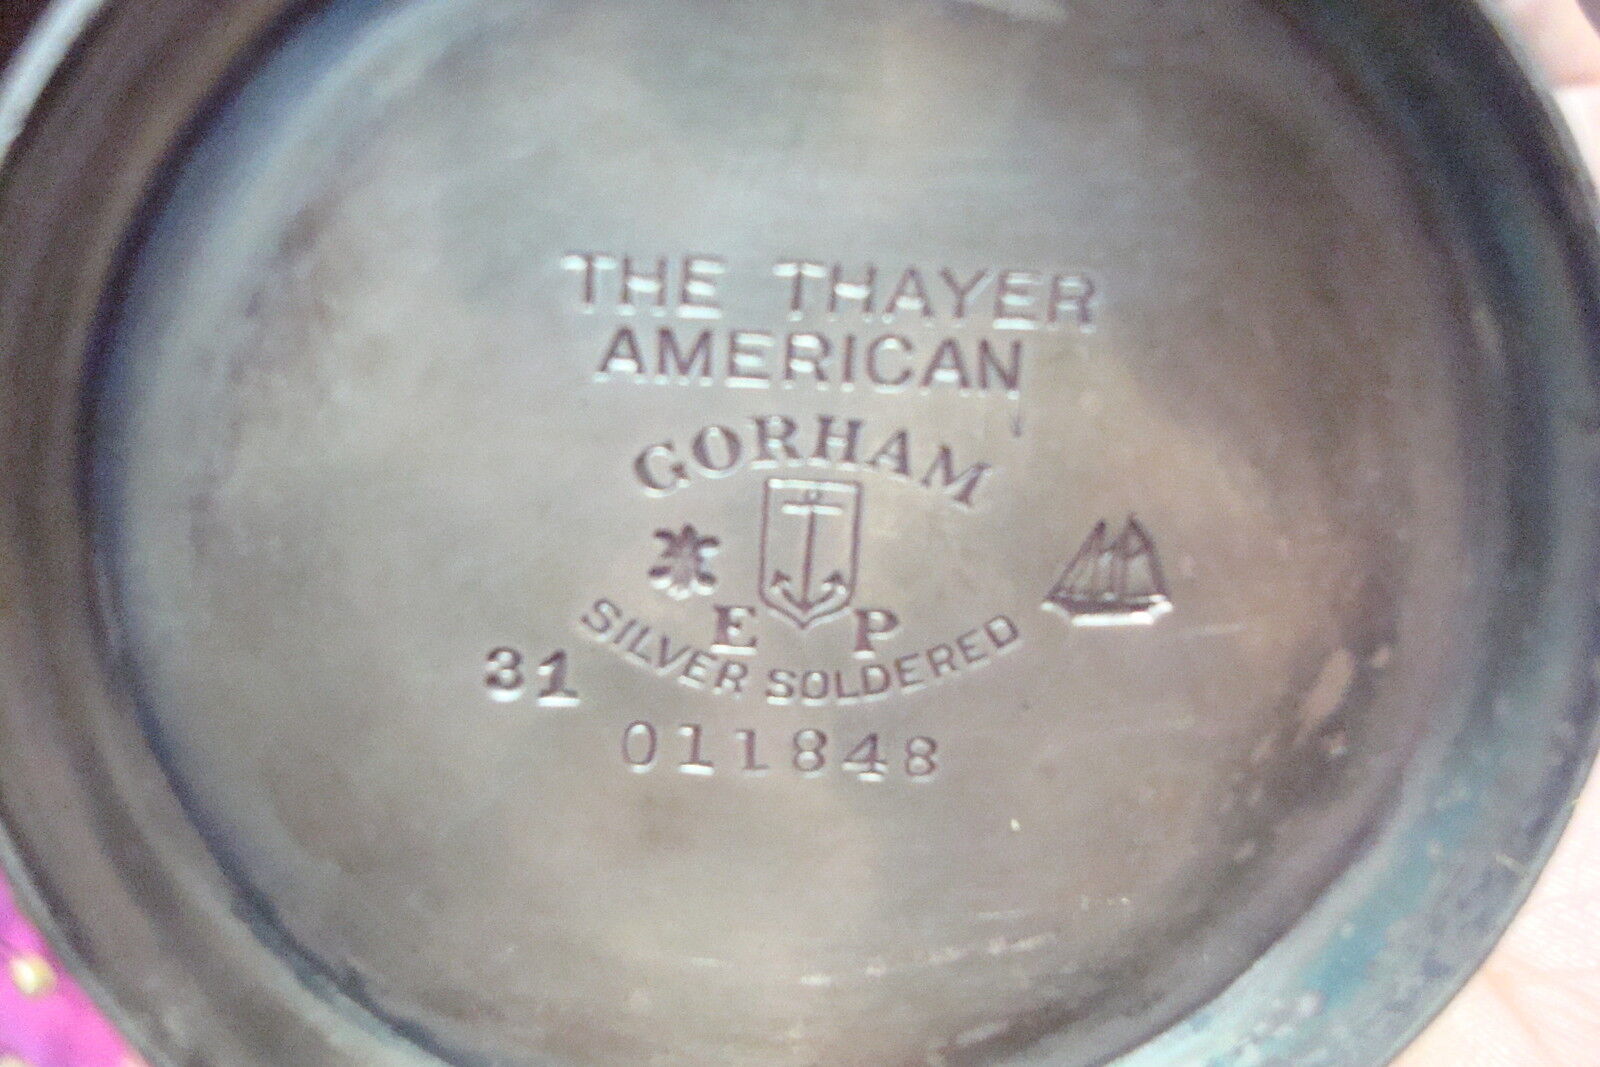 THE THAYER
AMERICAN
GORHAM
E P
SILVER SOLDERED
31
011848